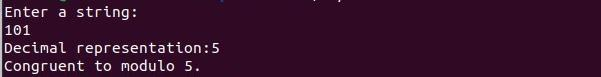 Enter a string:
101
Decimal representation:5
Congruent to modulo 5.